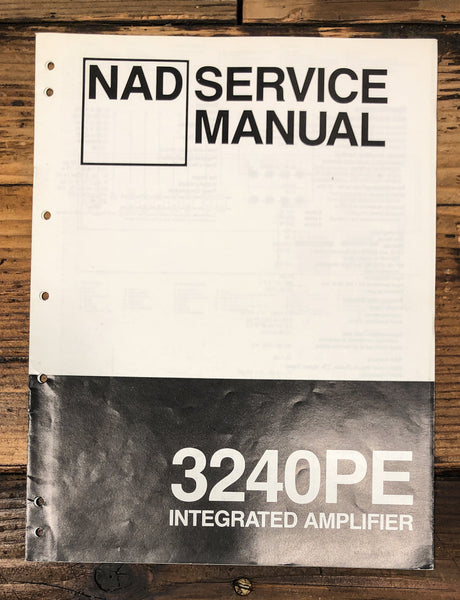 NAD SERVICE
MANUAL
3240PE
INTEGRATED AMPLIFIER